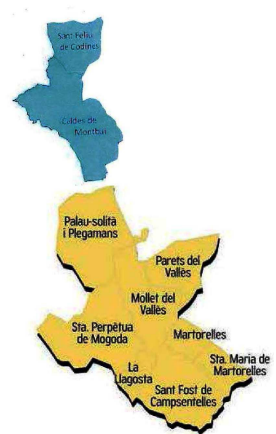 Sant Feliu
de Codines
Caldes de
Montbui
Palau-solità
i Plegamans
Parets del
Vallès
Mollet del
Vallès
Sta. Perpètua
de Mogoda
Martorelles
Sta. Maria de
Martorelles
La
Llagosta
Sant Fost de
Campsentelles